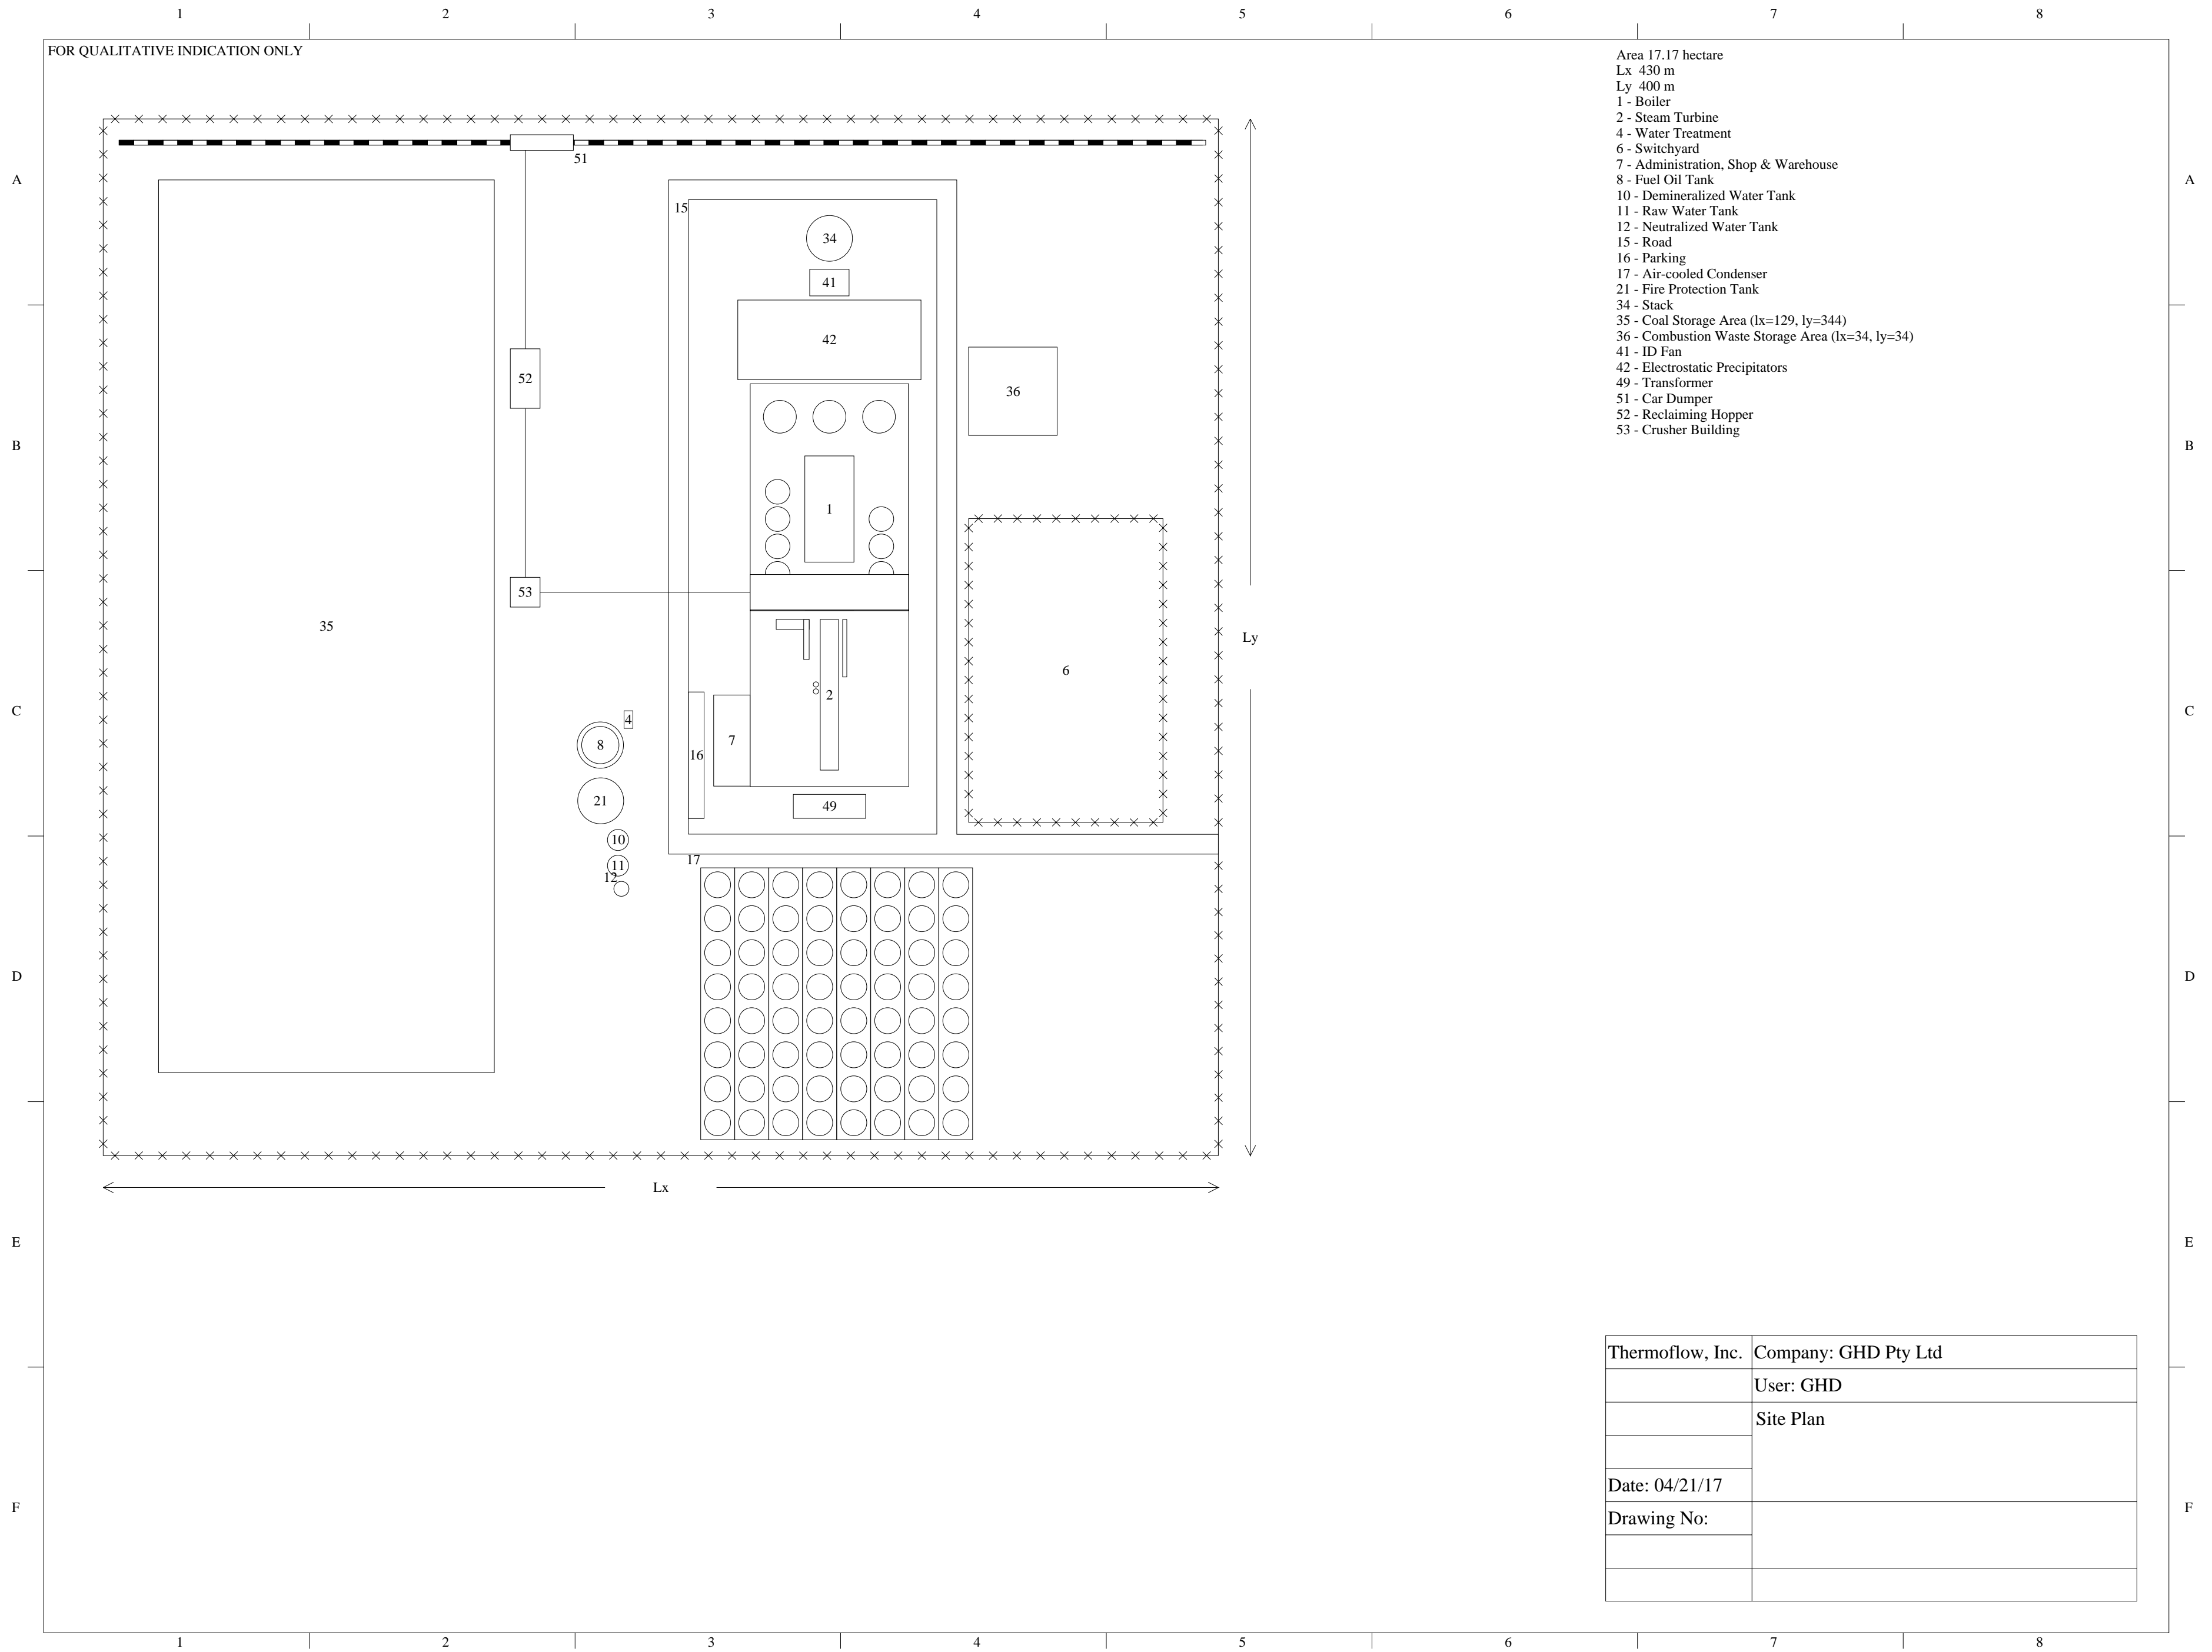 1 2 3 4 5 6 7 8
FOR QUALITATIVE INDICATION ONLY
Area 17.17 hectare
Lx 430 m
Ly 400 m
1 - Boiler
2 - Steam Turbine
4 - Water Treatment
6 - Switchyard
7 - Administration, Shop & Warehouse
8 - Fuel Oil Tank
10 - Demineralized Water Tank
11 - Raw Water Tank
12 - Neutralized Water Tank
15 - Road
16 - Parking
17 - Air-cooled Condenser
21 - Fire Protection Tank
34 - Stack
35 - Coal Storage Area (lx=129, ly=344)
36 - Combustion Waste Storage Area (lx=34, ly=34)
41 - ID Fan
42 - Electrostatic Precipitators
49 - Transformer
51 - Car Dumper
52 - Reclaiming Hopper
53 - Crusher Building
51
A A
15
34
41
42
52
36
B B
1
53
35
Ly
6
2
C C
4
7
8
16
21
49
10
17
11
12
D D
Lx
E E
Thermoflow, Inc. Company: GHD Pty Ltd
User: GHD
Site Plan
Date: 04/21/17
F F
Drawing No:
1 2 3 4 5 6 7 8